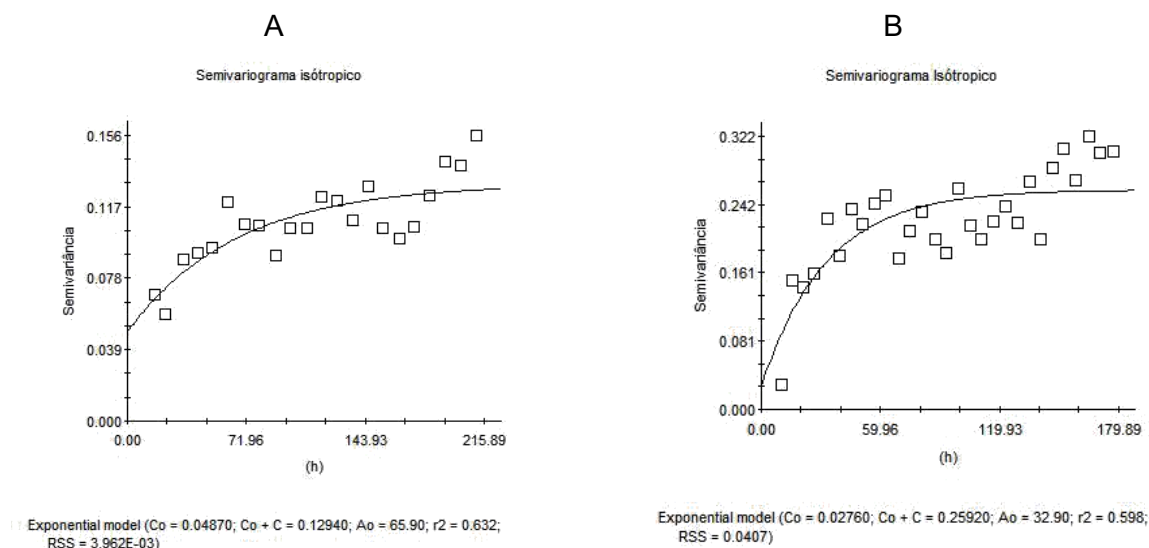 A
Semivariograma isótropico
0.156
0.117
0.078
0.039
0.000
Semivariância
0.00 71.96 143.93 215.89
(h)
Exponential model (Co = 0.04870; Co + C = 0.12940; Ao = 65.90; r2 = 0.632;
RSS = 3.962E-03)
B
Semivariograma Isótropico
0.322
0.242
0.161
0.081
0.000
Semivariância
0.00 59.96 119.93 179.89
(h)
Exponential model (Co = 0.02760; Co + C = 0.25920; Ao = 32.90; r2 = 0.598;
RSS = 0.0407)